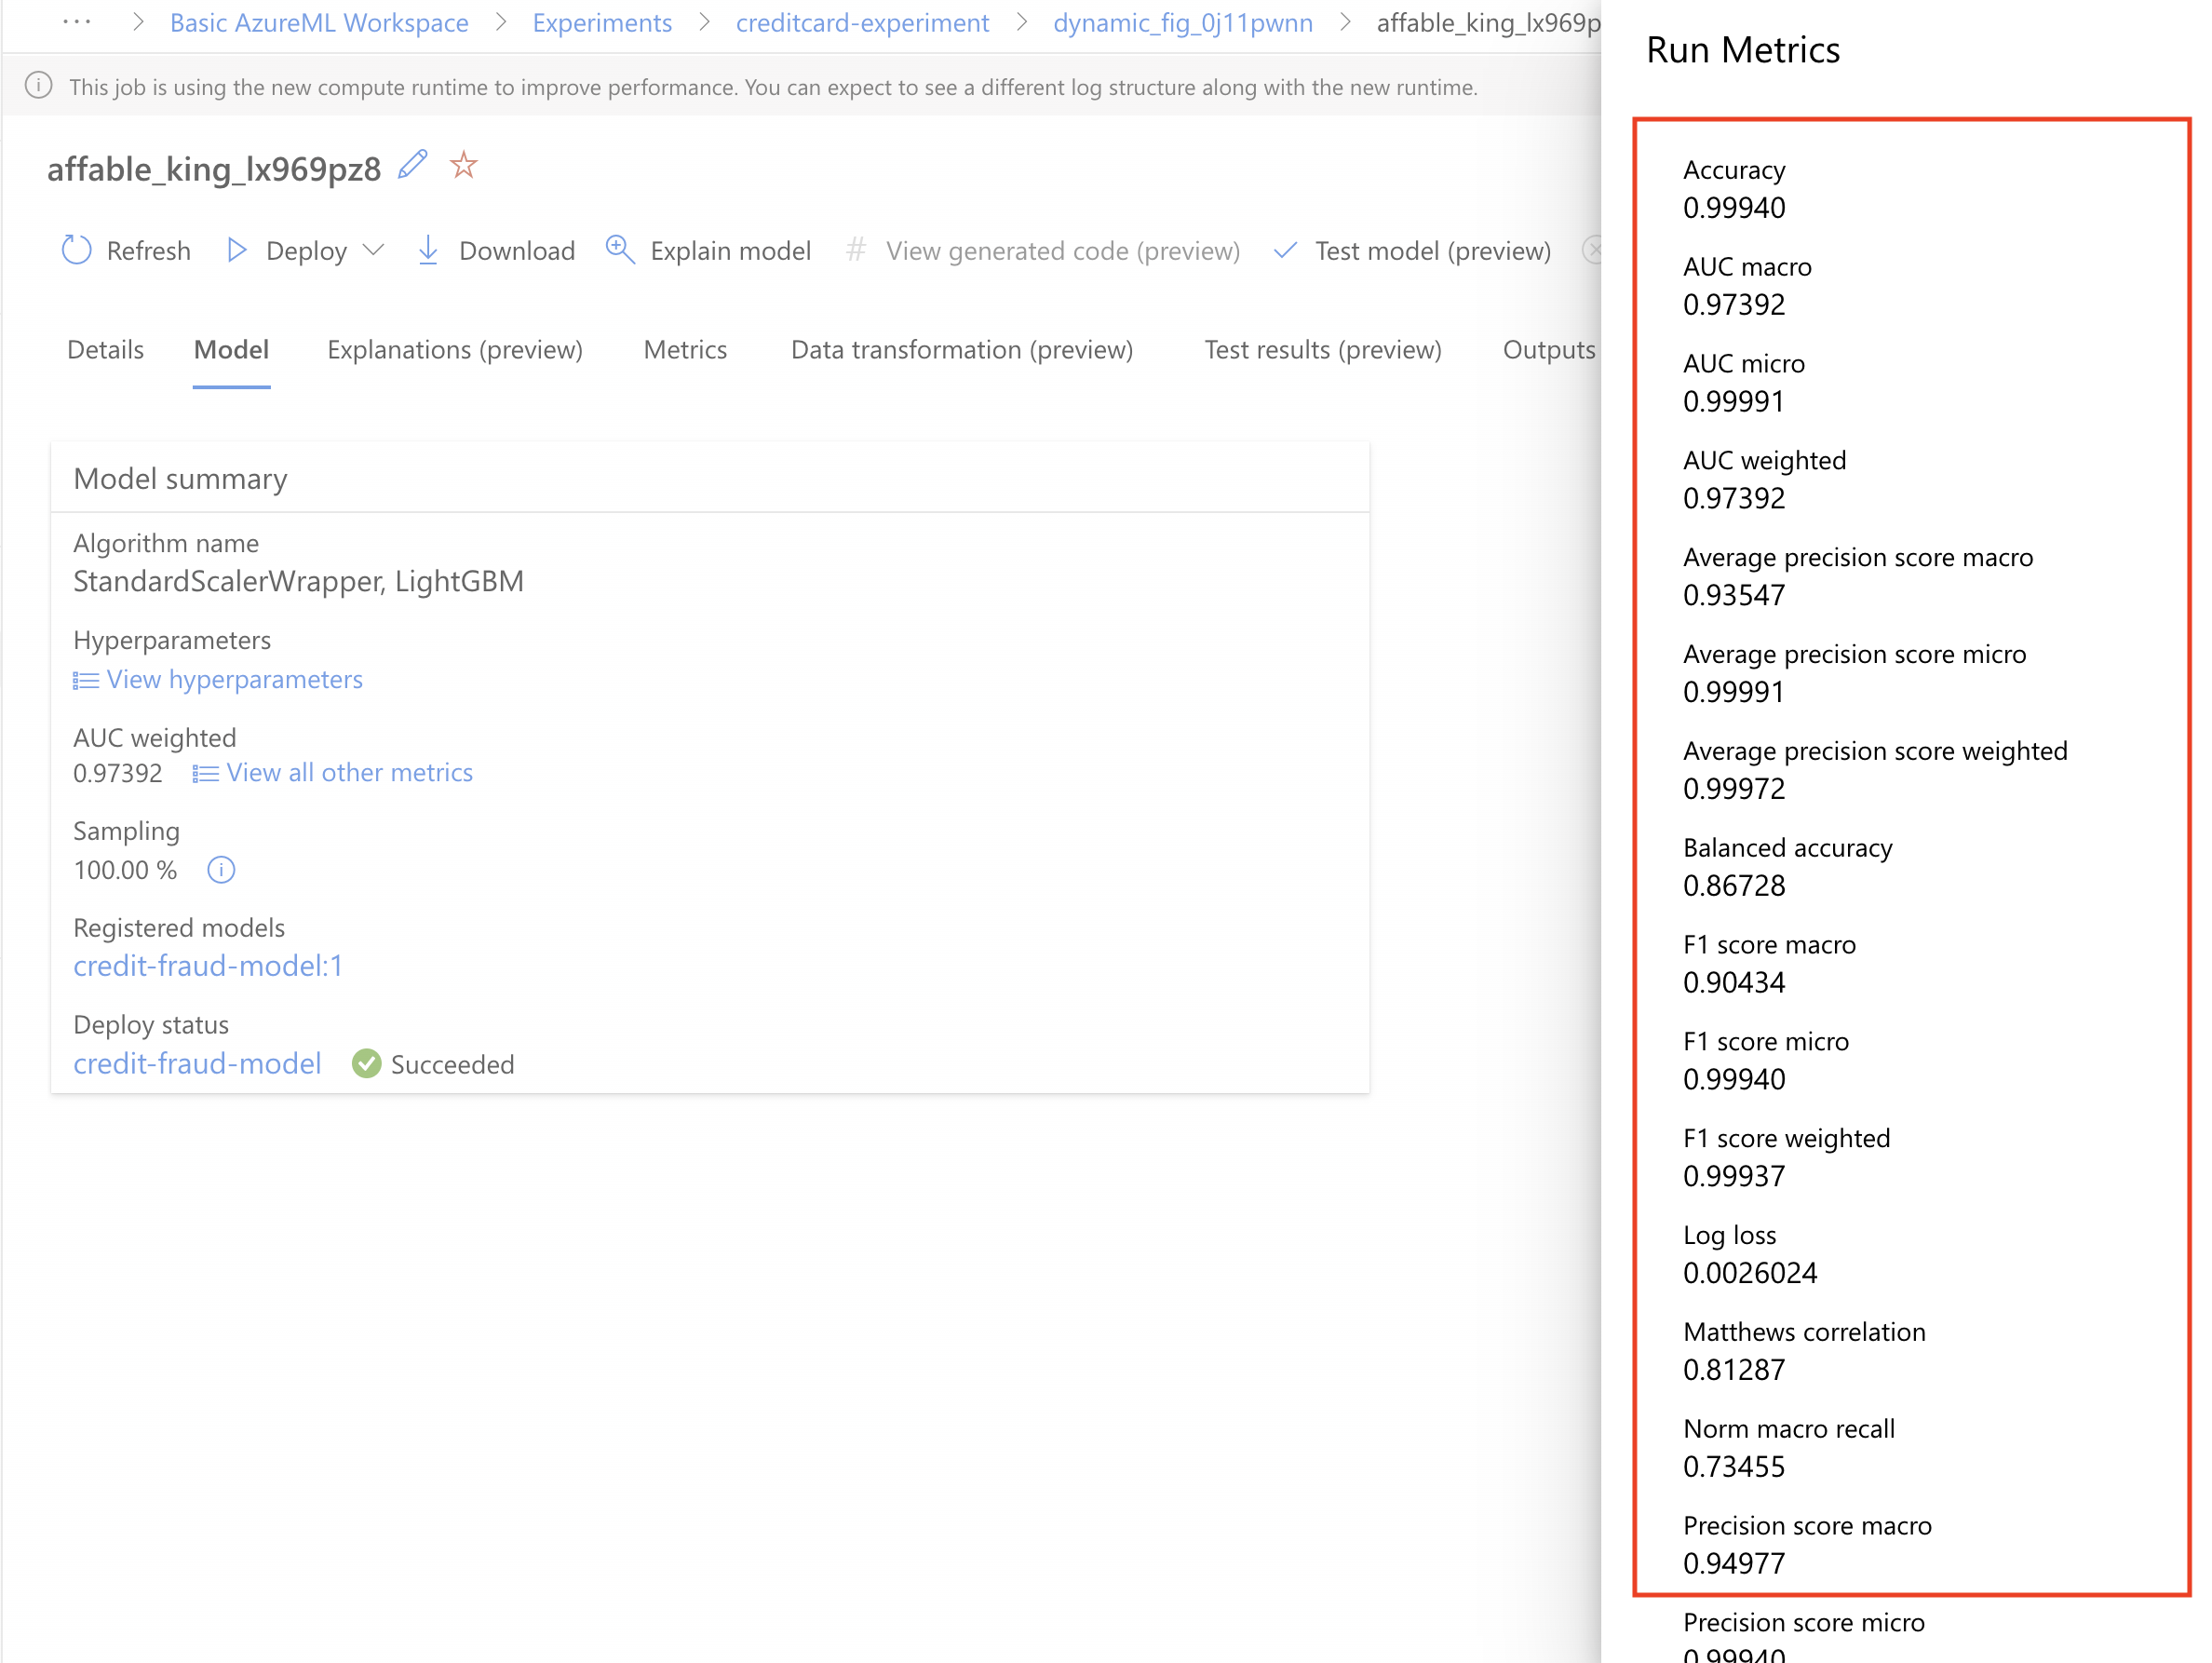 ··· > Basic AzureML Workspace > Experiments > creditcard-experiment > dynamic_fig_0j11pwnn > affable_king_lx969p
This job is using the new compute runtime to improve performance. You can expect to see a different log structure along with the new runtime.
affable_king_lx969pz8
Refresh Deploy Download Explain model # View generated code (preview) Test model (preview)
Details Model Explanations (preview) Metrics Data transformation (preview) Test results (preview) Outputs
Model summary
Algorithm name
StandardScalerWrapper, LightGBM
Hyperparameters
View hyperparameters
AUC weighted
0.97392 View all other metrics
Sampling
100.00 %
Registered models
credit-fraud-model:1
Deploy status
credit-fraud-model Succeeded
Run Metrics
Accuracy
0.99940
AUC macro
0.97392
AUC micro
0.99991
AUC weighted
0.97392
Average precision score macro
0.93547
Average precision score micro
0.99991
Average precision score weighted
0.99972
Balanced accuracy
0.86728
F1 score macro
0.90434
F1 score micro
0.99940
F1 score weighted
0.99937
Log loss
0.0026024
Matthews correlation
0.81287
Norm macro recall
0.73455
Precision score macro
0.94977
Precision score micro
0.99940